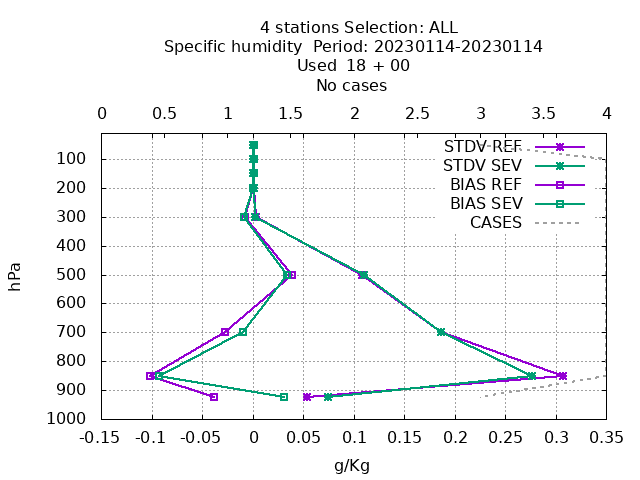 4 stations Selection: ALL
Specific humidity  Period: 20230114-20230114
Used  18 + 00
No cases
0 0.5 1 1.5 2 2.5 3 3.5 4
STDV REF
STDV SEV
BIAS REF
BIAS SEV
CASES
100
200
300
400
500
600
700
800
900
1000
hPa
-0.15 -0.1 -0.05 0 0.05 0.1 0.15 0.2 0.25 0.3 0.35
g/Kg